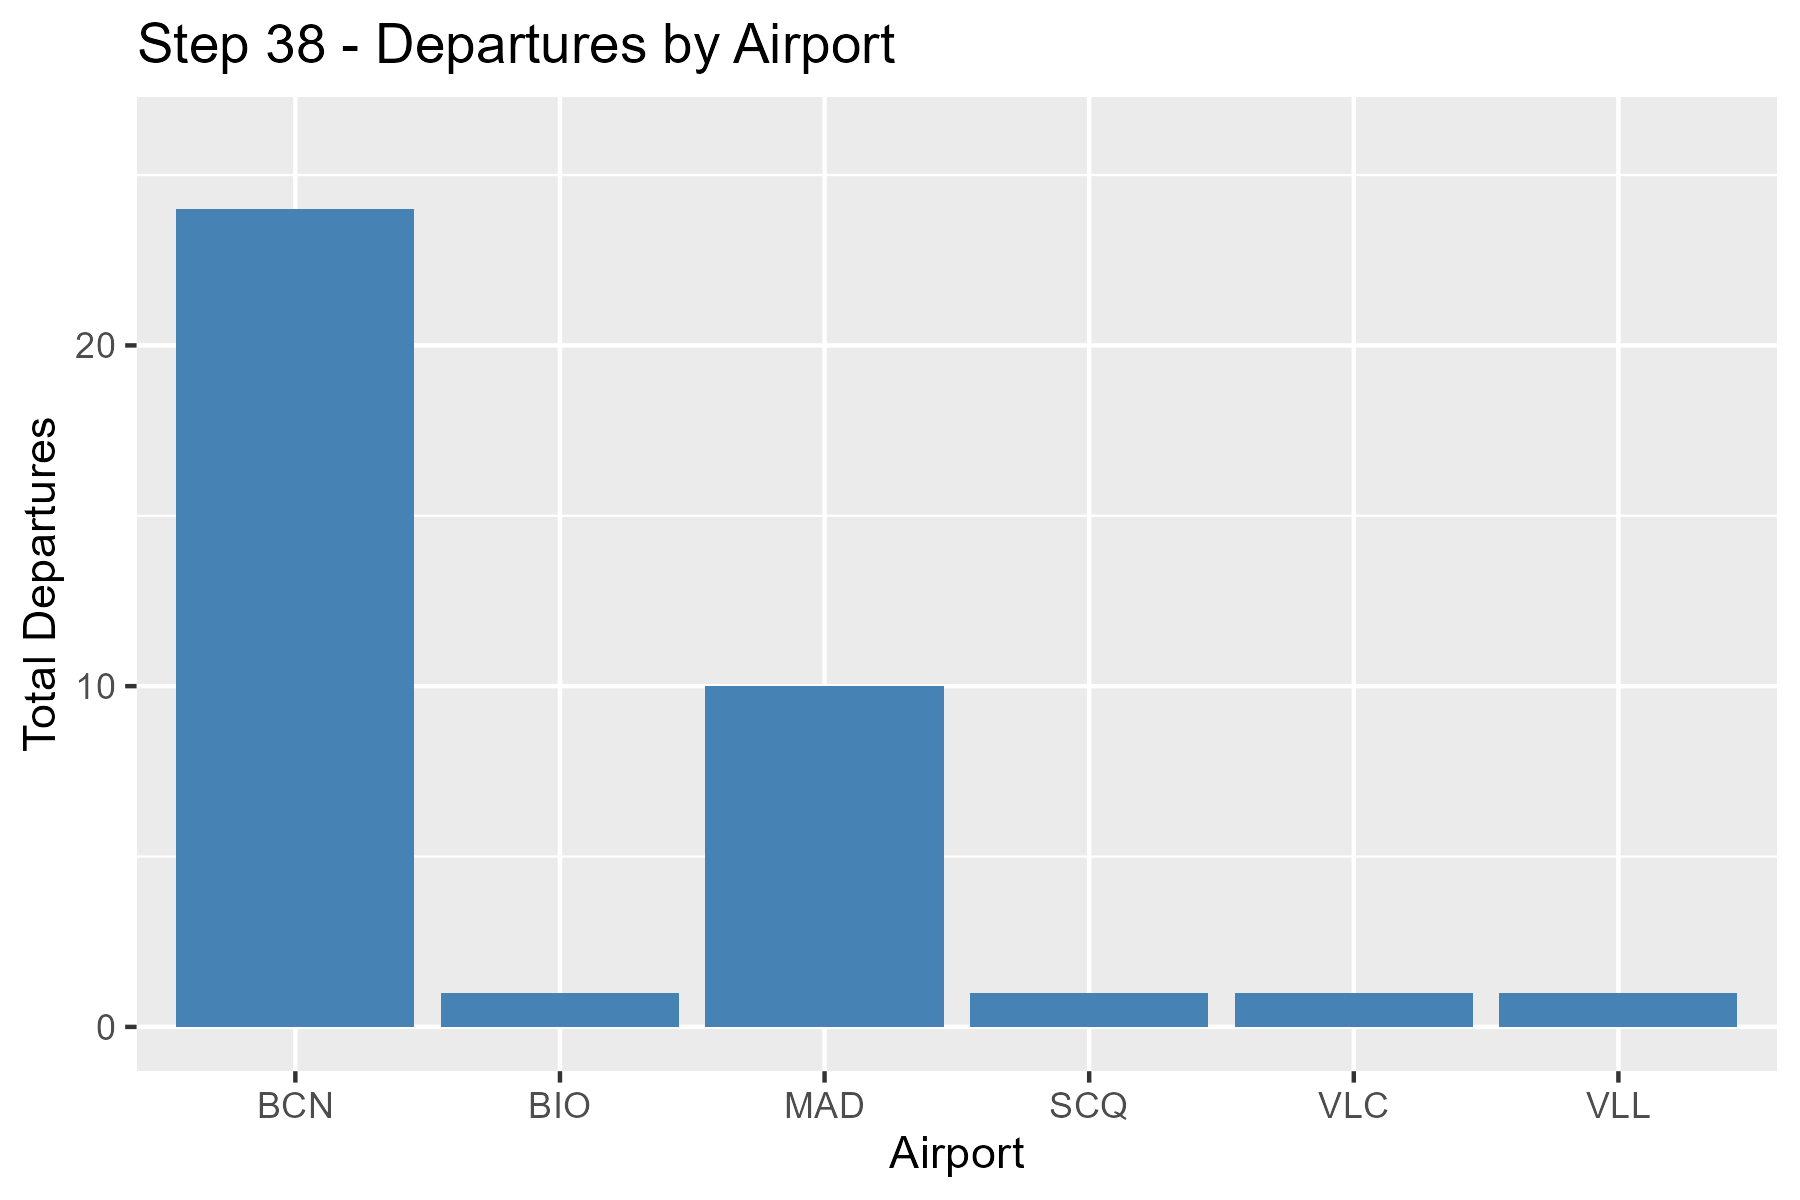 Step 38 - Departures by Airport
Total Departures
20
10
0
BCN BIO MAD SCQ VLC VLL
Airport